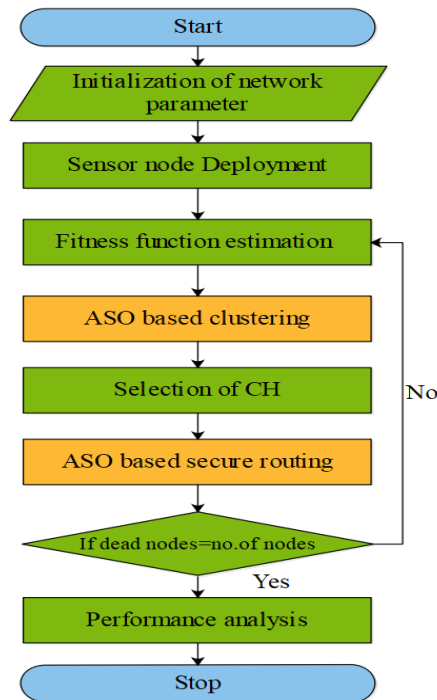 Start
Initialization of network
parameter
Sensor node Deployment
Fitness function estimation
ASO based clustering
No
Selection of CH
ASO based secure routing
If dead nodes=no.of nodes
Yes
Performance analysis
Stop